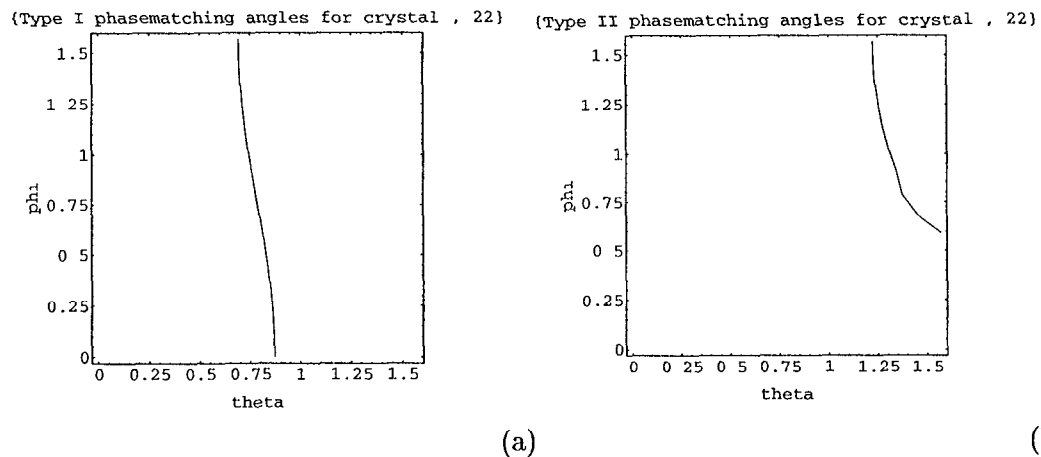 {Type I phasematching angles for crystal , 22}
1.5
1 25
1
0.75
0 5
0.25
0
phi
0 0.25 0.5 0.75 1 1.25 1.5
theta
{Type II phasematching angles for crystal , 22}
1.5
1.25
1
0.75
0 5
0.25
0
phi
0 0 25 0 5 0.75 1 1.25 1.5
theta
(a)
(